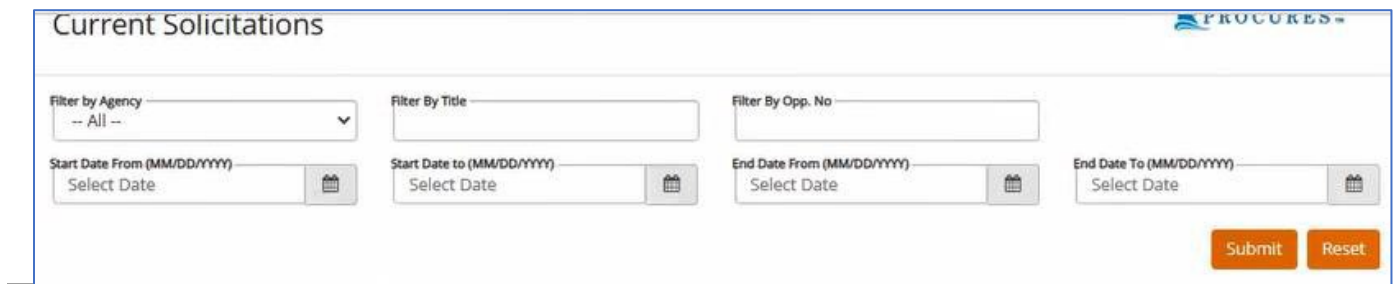 Current Solicitations
PROCURES
Filter by Agency
Filter By Title
Filter By Opp. No
-- All --
Start Date From (MM/DD/YYYY)
Start Date to (MM/DD/YYYY)
End Date From (MM/DD/YYYY)
End Date To (MM/DD/YYYY)
Select Date
Select Date
Select Date
Select Date
Submit
Reset